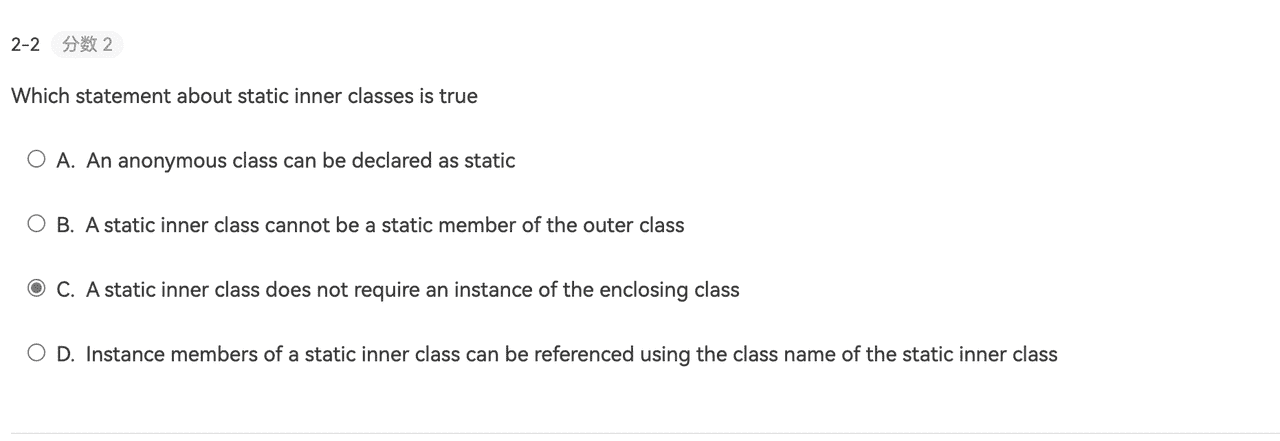 2-2 分数 2
Which statement about static inner classes is true
A. An anonymous class can be declared as static
B. A static inner class cannot be a static member of the outer class
C. A static inner class does not require an instance of the enclosing class
D. Instance members of a static inner class can be referenced using the class name of the static inner class